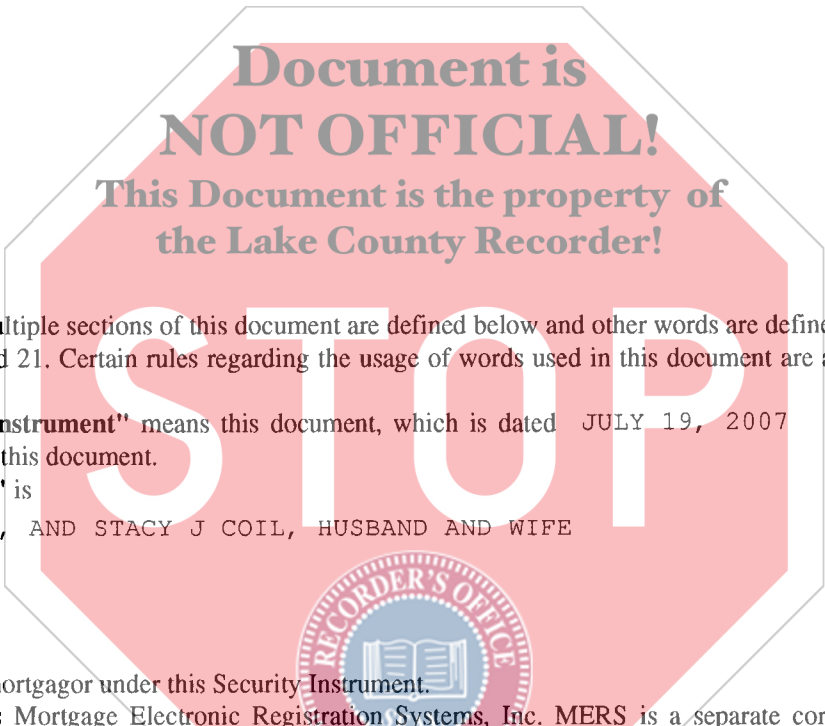 Document is
NOT OFFICIAL!
This Document is the property of
the Lake County Recorder!
ultiple sections of this document are defined below and other words are define
21. Certain rules regarding the usage of words used in this document are a
nstrument" means this document, which is dated JULY 19, 2007
this document.
" is
STOP
, AND STACY J COIL, HUSBAND AND WIFE
RECORDER'S OFFICE
ortgagor under this Security Instrument.
Mortgage Electronic Registration Systems, Inc. MERS is a separate cor